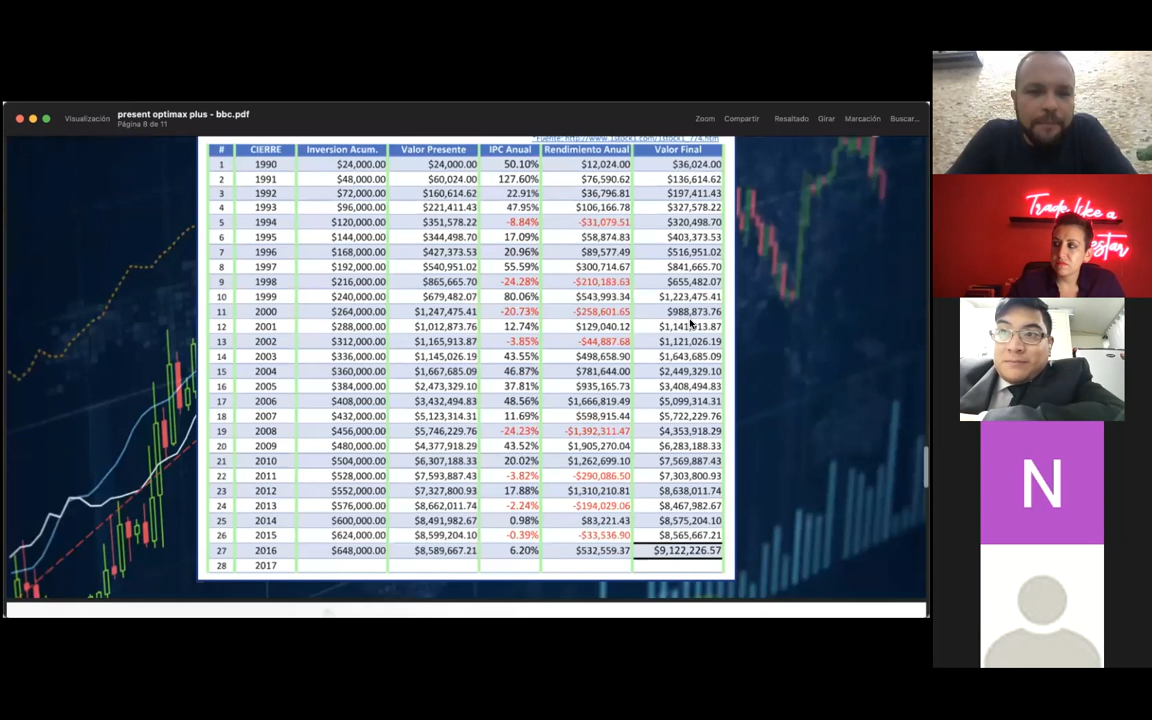 present optimax plus - bbc.pdf
Visualización
Página 8 de 11
Zoom Compartir Resaltado Girar Marcación Buscar...
*Fuente: http://www.1stock1.com/1stock1_774.htm
# CIERRE Inversion Acum. Valor Presente IPC Anual Rendimiento Anual Valor Final
1 1990 $24,000.00 $24,000.00 50.10% $12,024.00 $36,024.00
2 1991 $48,000.00 $60,024.00 127.60% $76,590.62 $136,614.62
3 1992 $72,000.00 $160,614.62 22.91% $36,796.81 $197,411.43
4 1993 $96,000.00 $221,411.43 47.95% $106,166.78 $327,578.22
5 1994 $120,000.00 $351,578.22 -8.84% -$31,079.51 $320,498.70
6 1995 $144,000.00 $344,498.70 17.09% $58,874.83 $403,373.53
7 1996 $168,000.00 $427,373.53 20.96% $89,577.49 $516,951.02
8 1997 $192,000.00 $540,951.02 55.59% $300,714.67 $841,665.70
9 1998 $216,000.00 $865,665.70 -24.28% -$210,183.63 $655,482.07
10 1999 $240,000.00 $679,482.07 80.06% $543,993.34 $1,223,475.41
11 2000 $264,000.00 $1,247,475.41 -20.73% -$258,601.65 $988,873.76
12 2001 $288,000.00 $1,012,873.76 12.74% $129,040.12
13 2002 $312,000.00 $1,165,913.87 -3.85% -$44,887.68 $1,121,026.19
14 2003 $336,000.00 $1,145,026.19 43.55% $498,658.90 $1,643,685.09
15 2004 $360,000.00 $1,667,685.09 46.87% $781,644.00 $2,449,329.10
16 2005 $384,000.00 $2,473,329.10 37.81% $935,165.73 $3,408,494.83
17 2006 $408,000.00 $3,432,494.83 48.56% $1,666,819.49 $5,099,314.31
18 2007 $432,000.00 $5,123,314.31 11.69% $598,915.44 $5,722,229.76
19 2008 $456,000.00 $5,746,229.76 -24.23% -$1,392,311.47 $4,353,918.29
20 2009 $480,000.00 $4,377,918.29 43.52% $1,905,270.04 $6,283,188.33
21 2010 $504,000.00 $6,307,188.33 20.02% $1,262,699.10 $7,569,887.43
22 2011 $528,000.00 $7,593,887.43 -3.82% -$290,086.50 $7,303,800.93
23 2012 $552,000.00 $7,327,800.93 17.88% $1,310,210.81 $8,638,011.74
24 2013 $576,000.00 $8,662,011.74 -2.24% -$194,029.06 $8,467,982.67
25 2014 $600,000.00 $8,491,982.67 0.98% $83,221.43 $8,575,204.10
26 2015 $624,000.00 $8,599,204.10 -0.39% -$33,536.90 $8,565,667.21
27 2016 $648,000.00 $8,589,667.21 6.20% $532,559.37 $9,122,226.57
28 2017
Trade like a
N